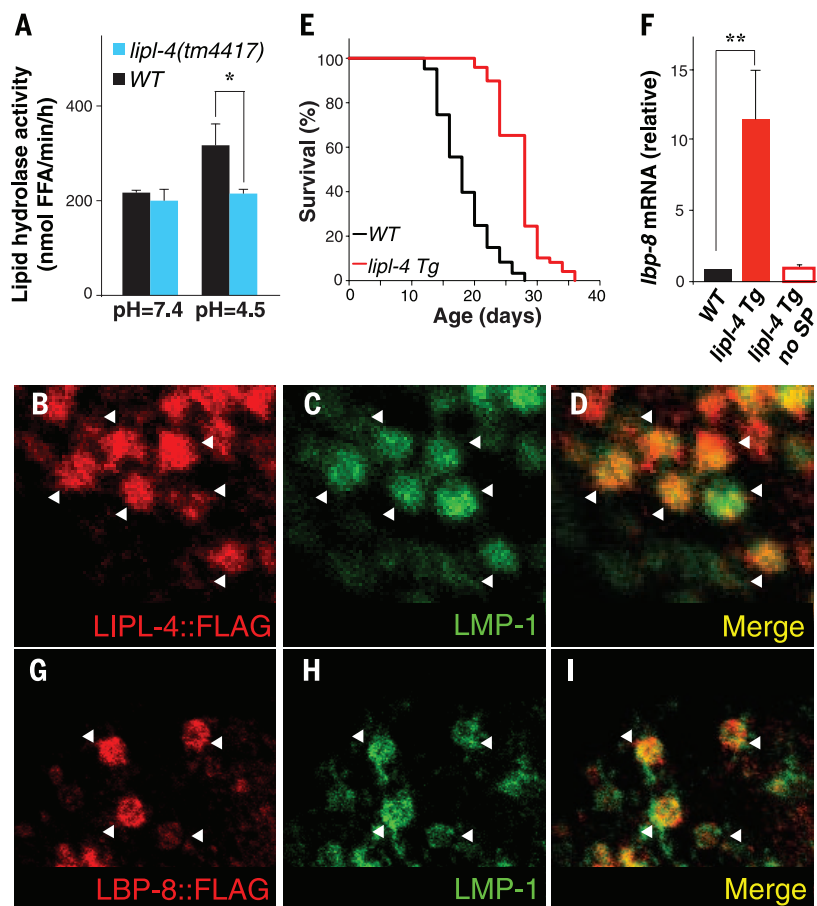 A
lipl-4(tm4417)
WT
Lipid hydrolase activity
(nmol FFA/min/h)
400
200
0
*
pH=7.4 pH=4.5
E
Survival (%)
100
80
60
40
20
0
WT
lipl-4 Tg
0 10 20 30 40
Age (days)
F
lbp-8 mRNA (relative)
15
10
5
0
**
WT
lipl-4 Tg
lipl-4 Tg
no SP
B
LIPL-4::FLAG
C
LMP-1
D
Merge
G
LBP-8::FLAG
H
LMP-1
I
Merge